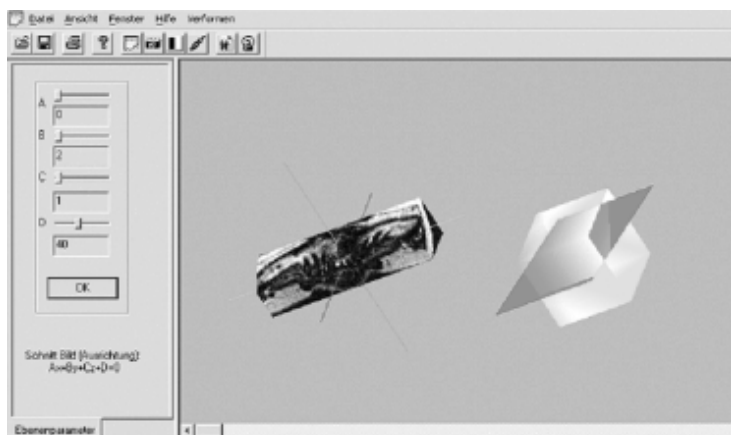 Datei Ansicht Fenster Hilfe Verformen
A
0
B
2
C
1
D
40
OK
Schnitt Bild (Ausrichtung):
Ax+By+Cz+D=0
Ebenenparameter